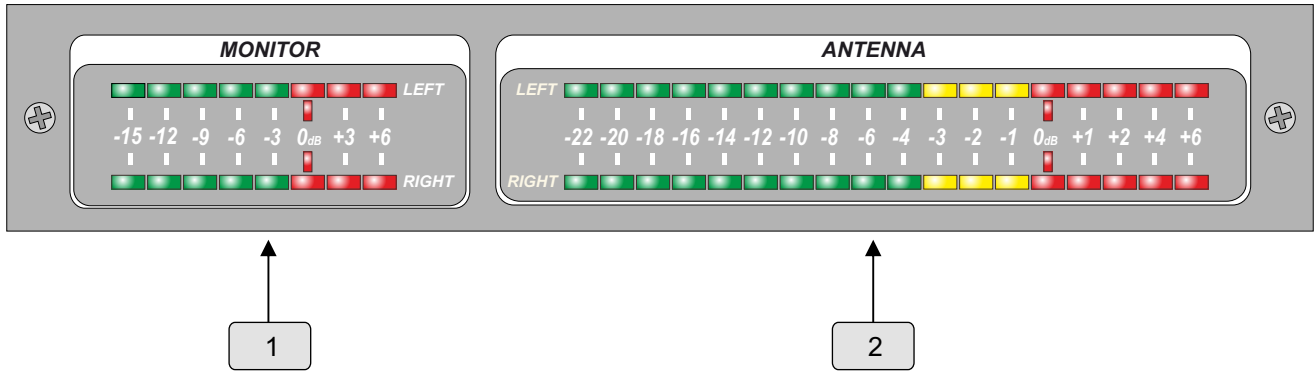 MONITOR
LEFT
-15 -12 -9 -6 -3 0dB +3 +6
RIGHT
ANTENNA
LEFT
-22 -20 -18 -16 -14 -12 -10 -8 -6 -4 -3 -2 -1 0dB +1 +2 +4 +6
RIGHT
1
2